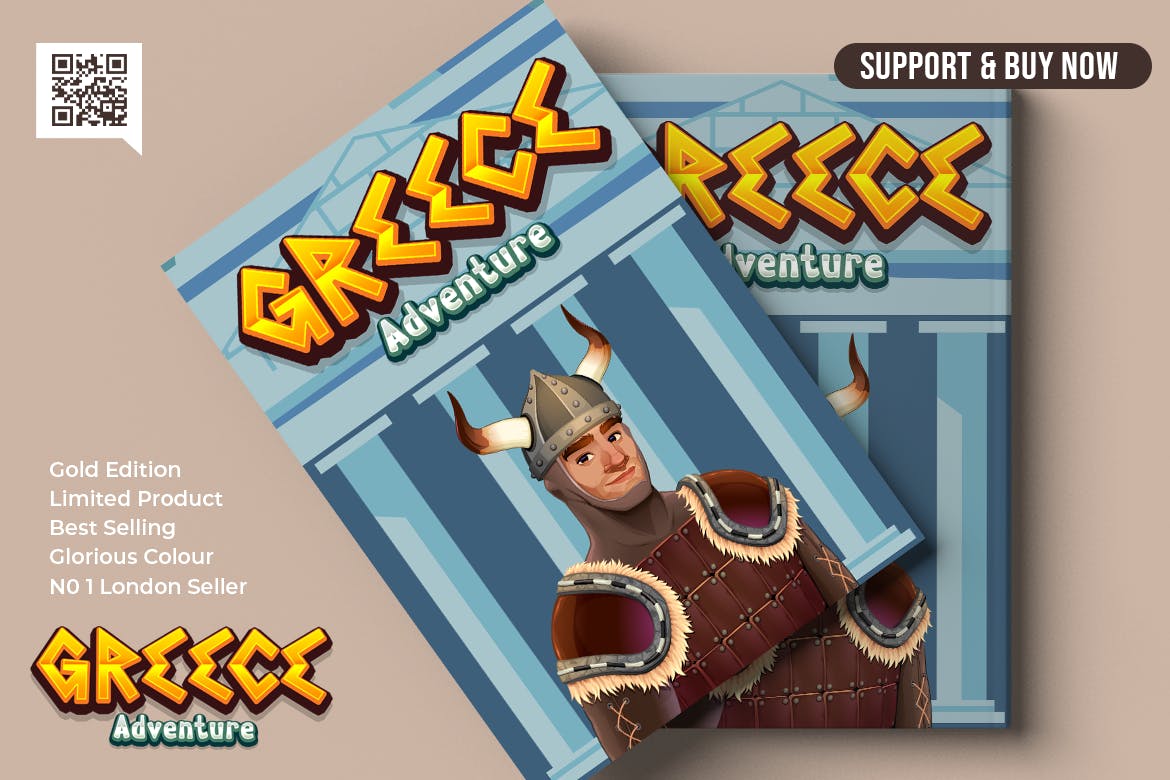 SUPPORT & BUY NOW
GREECE
Adventure
GREECE
Adventure
Gold Edition
Limited Product
Best Selling
Glorious Colour
N0 1 London Seller
GREECE
Adventure